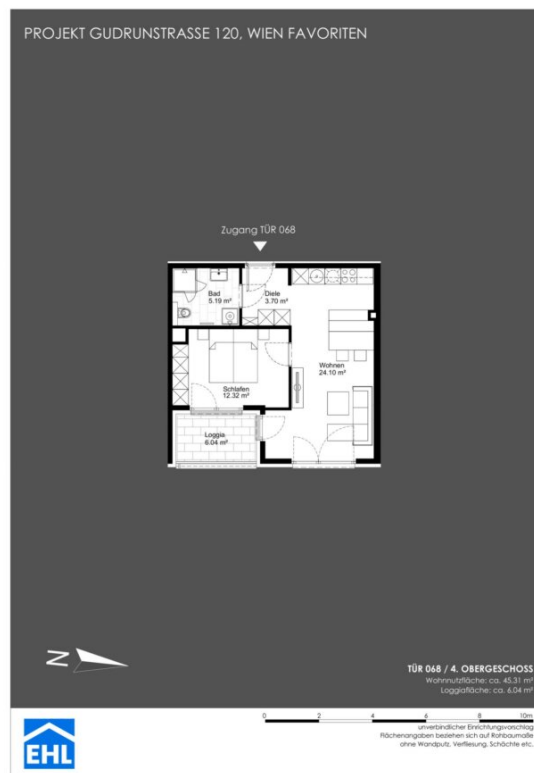 PROJEKT GUDRUNSTRASSE 120, WIEN FAVORITEN
Zugang TÜR 068
Bad
5.19 m²
Diele
3.70 m²
Wohnen
24.10 m²
Schlafen
12.32 m²
Loggia
6.04 m²
N
TÜR 068 / 4. OBERGESCHOSS
Wohnnutzfläche: ca. 45.31 m²
Loggiafläche: ca. 6.04 m²
0 2 4 6 8 10m
unverbindlicher Einrichtungsvorschlag
Flächenangaben beziehen sich auf Rohbaumaße
ohne Wandputz, Verfliesung, Schächte etc.
EHL